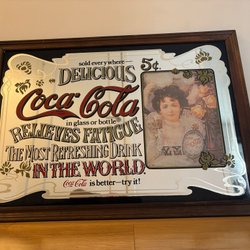 sold everywhere
DELICIOUS 5¢
Coca-Cola
in glass or bottle
RELIEVES FATIGUE
THE MOST REFRESHING DRINK
IN THE WORLD.
Coca-Cola is better—try it!